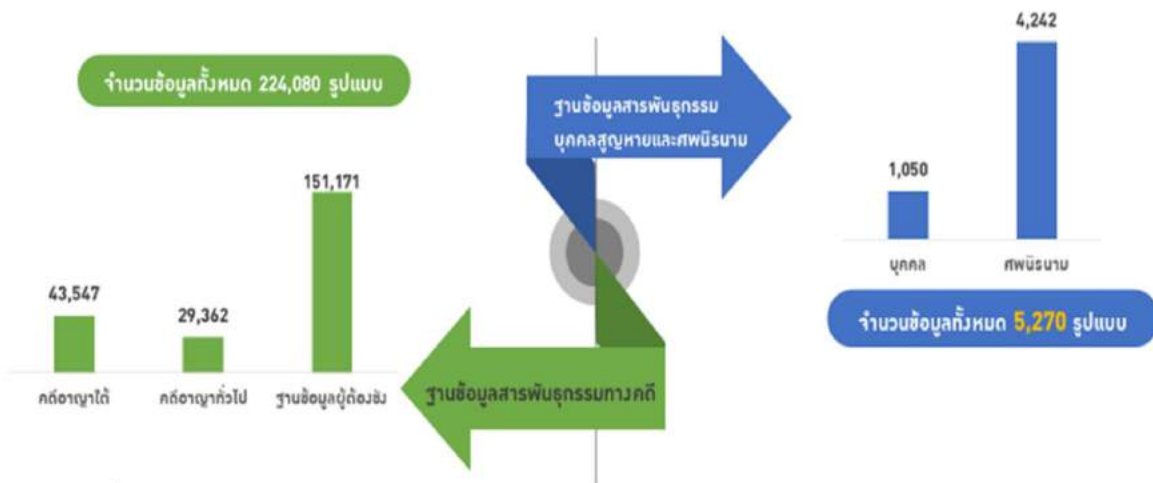 จำนวนข้อมูลทั้งหมด 224,080 รูปแบบ
151,171
43,547
29,362
คดีอาญาใต้
คดีอาญาทั่วไป
ฐานข้อมูลผู้ต้องขัง
ฐานข้อมูลสารพันธุกรรม
บุคคลสูญหายและศพนิรนาม
ฐานข้อมูลสารพันธุกรรมทางคดี
4,242
1,050
บุคคล
ศพนิรนาม
จำนวนข้อมูลทั้งหมด 5,270 รูปแบบ